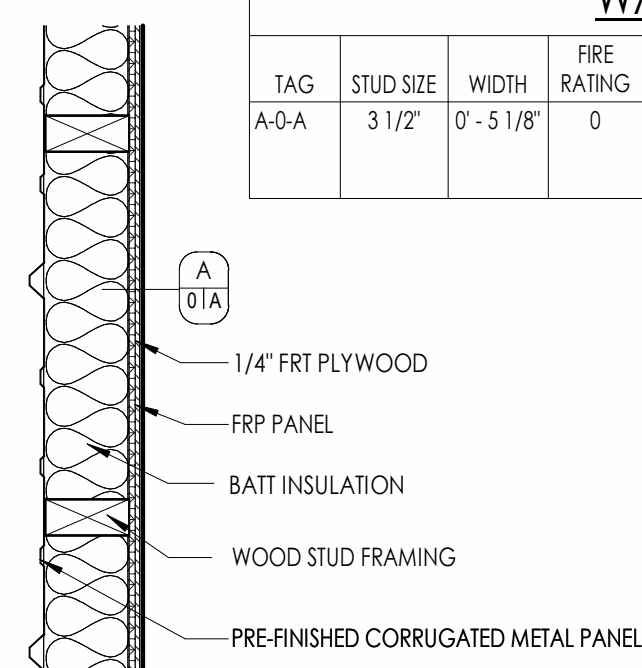 TAG STUD SIZE WIDTH FIRE RATING
A-0-A 3 1/2" 0' - 5 1/8" 0
A
0 A
1/4" FRT PLYWOOD
FRP PANEL
BATT INSULATION
WOOD STUD FRAMING
PRE-FINISHED CORRUGATED METAL PANEL